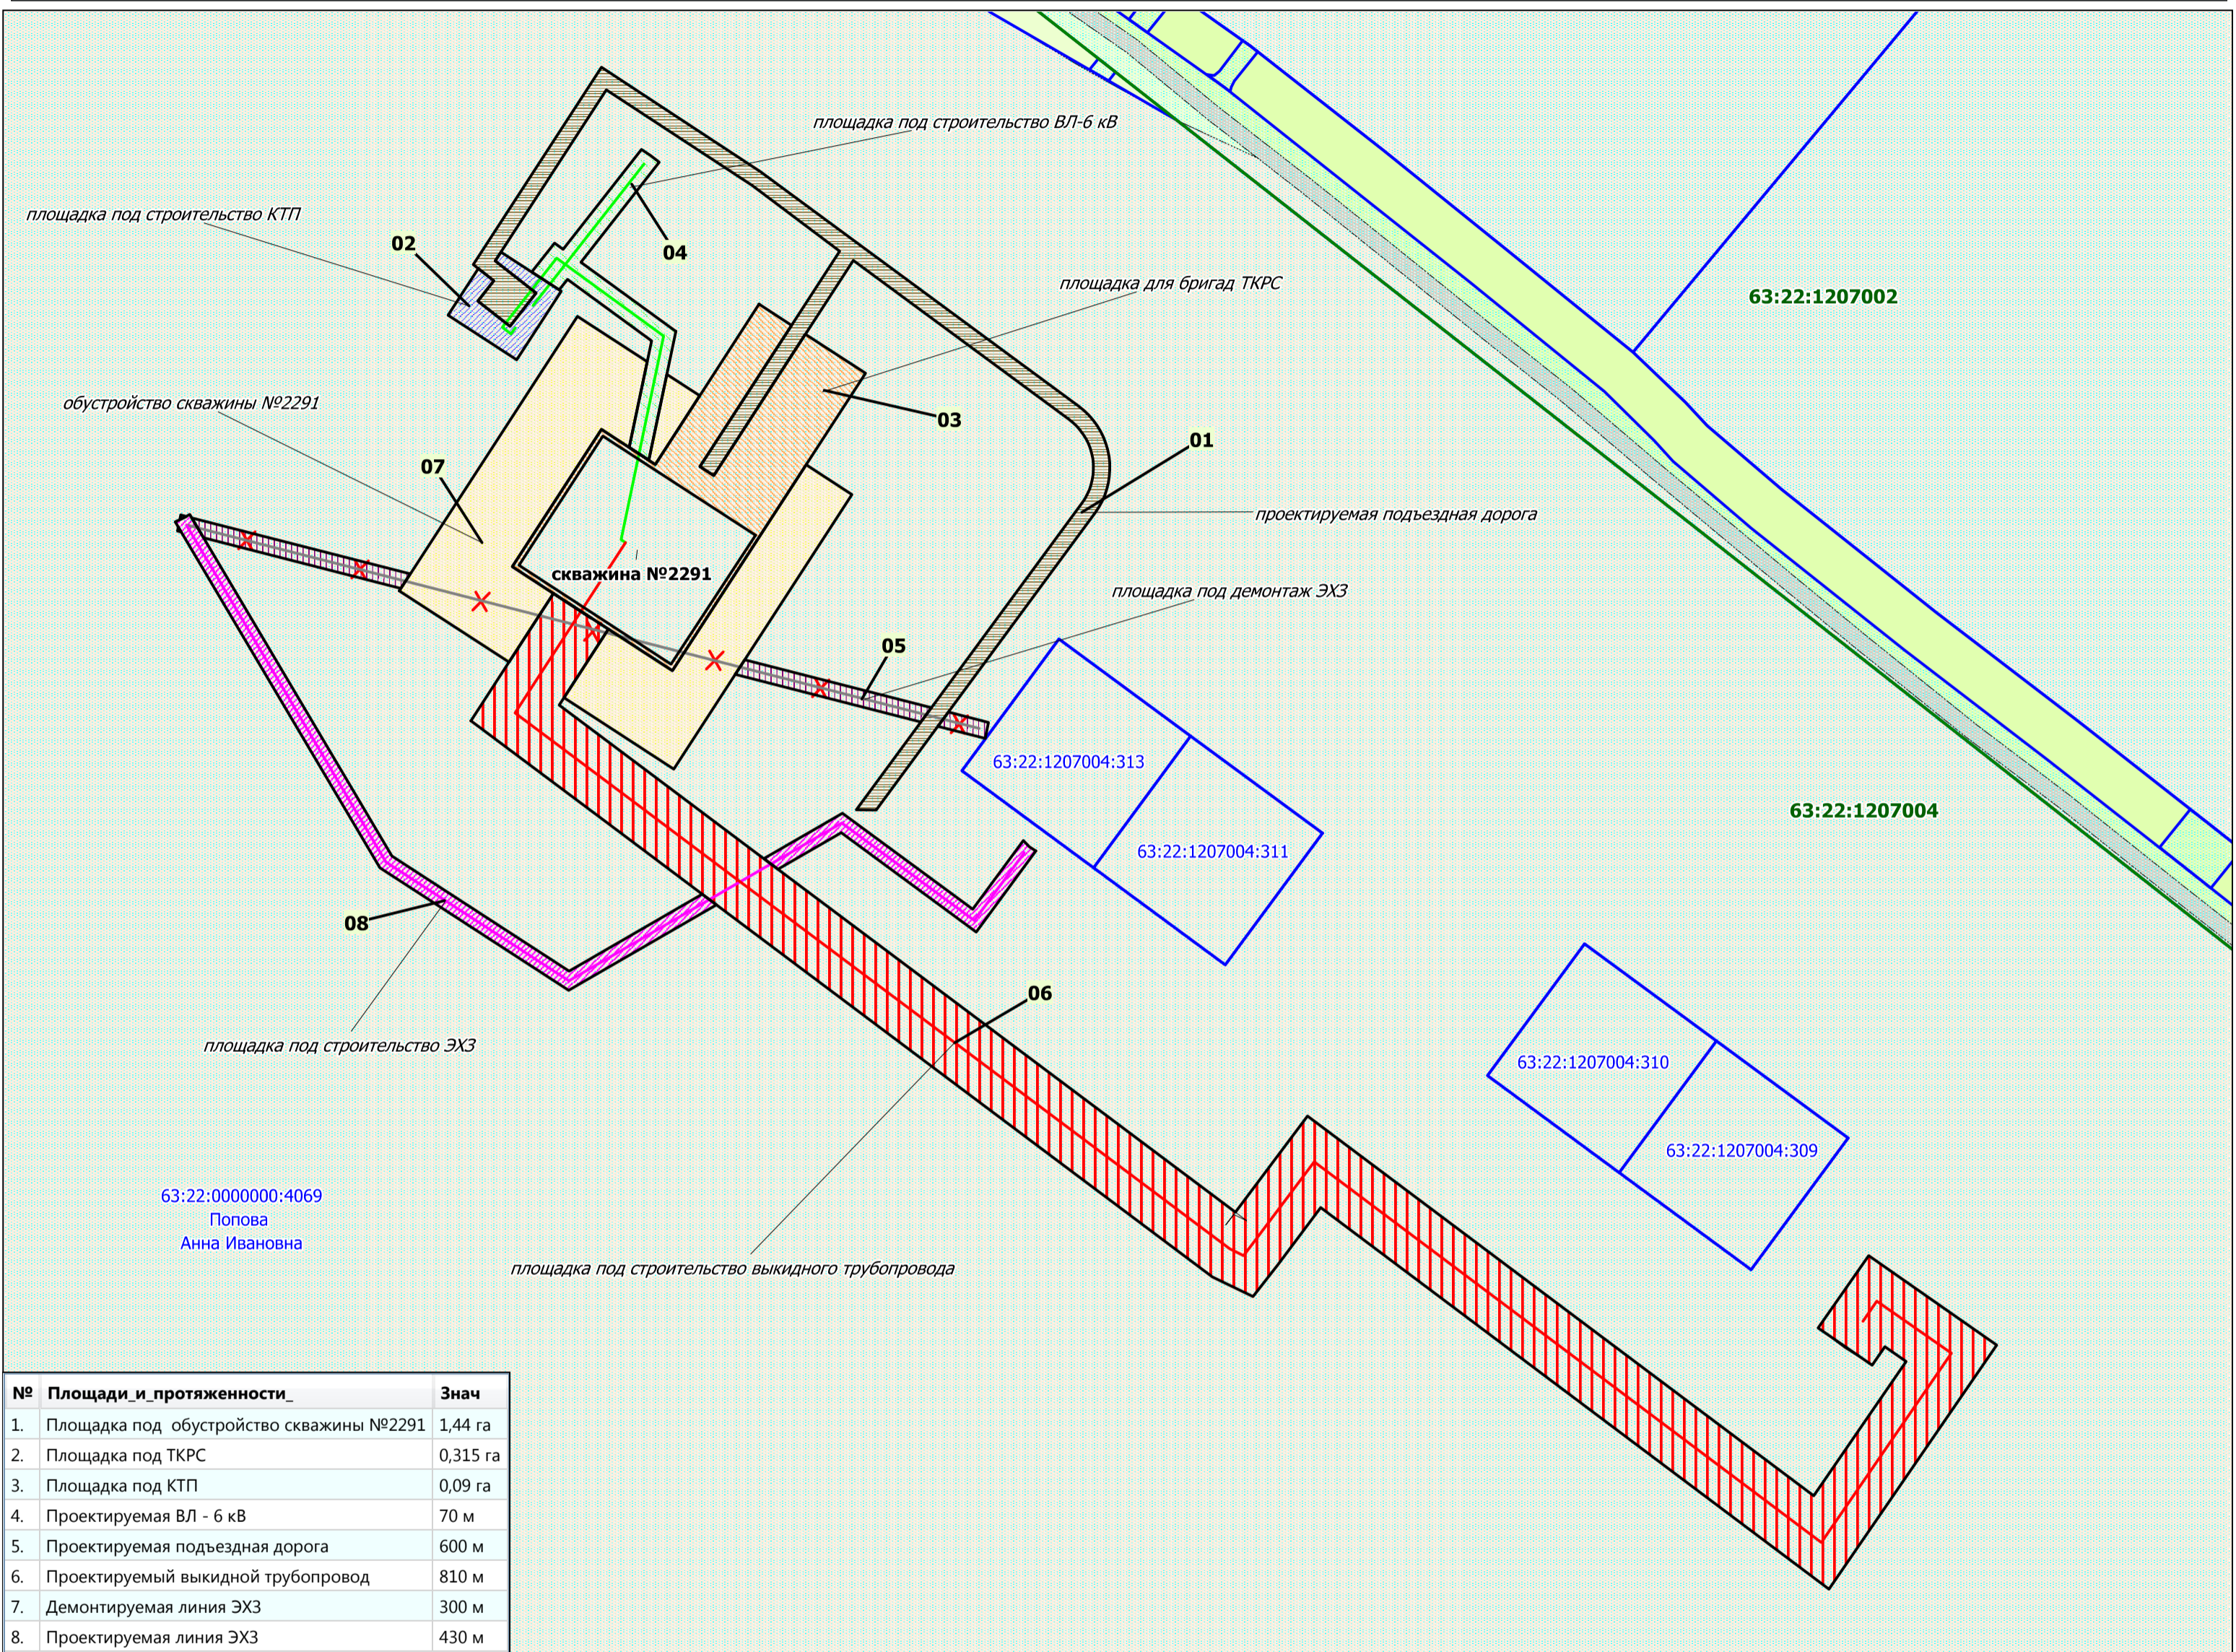 площадка под строительство ВЛ-6 кВ
площадка под строительство КТП
02
04
площадка для бригад ТКРС
63:22:1207002
обустройство скважины №2291
03
01
07
проектируемая подъездная дорога
скважина №2291
площадка под демонтаж ЭХЗ
05
63:22:1207004:313
63:22:1207004
63:22:1207004:311
08
06
площадка под строительство ЭХЗ
63:22:1207004:310
63:22:1207004:309
63:22:0000000:4069
Попова
Анна Ивановна
площадка под строительство выкидного трубопровода
№ Площади_и_протяженности_ Знач
1. Площадка под обустройство скважины №2291 1,44 га
2. Площадка под ТКРС 0,315 га
3. Площадка под КТП 0,09 га
4. Проектируемая ВЛ - 6 кВ 70 м
5. Проектируемая подъездная дорога 600 м
6. Проектируемый выкидной трубопровод 810 м
7. Демонтируемая линия ЭХЗ 300 м
8. Проектируемая линия ЭХЗ 430 м